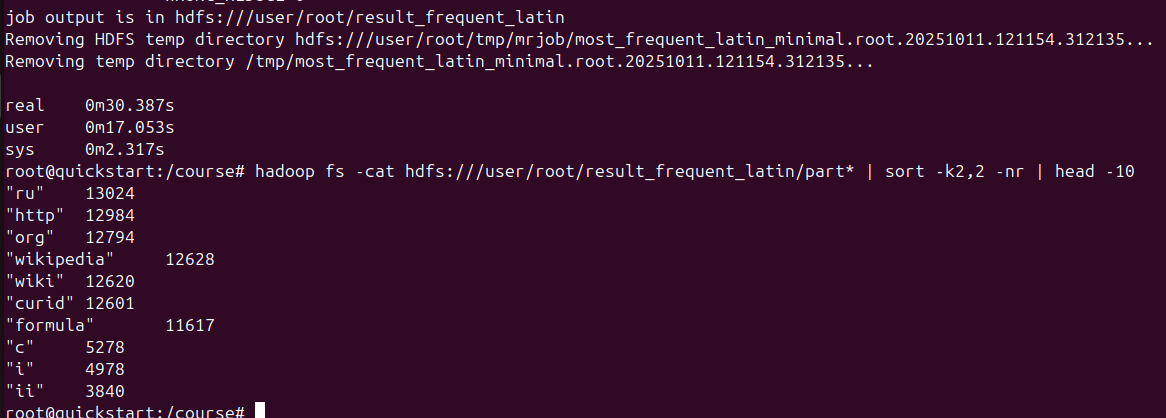 job output is in hdfs:///user/root/result_frequent_latin
Removing HDFS temp directory hdfs:///user/root/tmp/mrjob/most_frequent_latin_minimal.root.20251011.121154.312135...
Removing temp directory /tmp/most_frequent_latin_minimal.root.20251011.121154.312135...
real 0m30.387s
user 0m17.053s
sys 0m2.317s
root@quickstart:/course# hadoop fs -cat hdfs:///user/root/result_frequent_latin/part* | sort -k2,2 -nr | head -10
"ru" 13024
"http" 12984
"org" 12794
"wikipedia" 12628
"wiki" 12620
"curid" 12601
"formula" 11617
"c" 5278
"i" 4978
"ii" 3840
root@quickstart:/course#